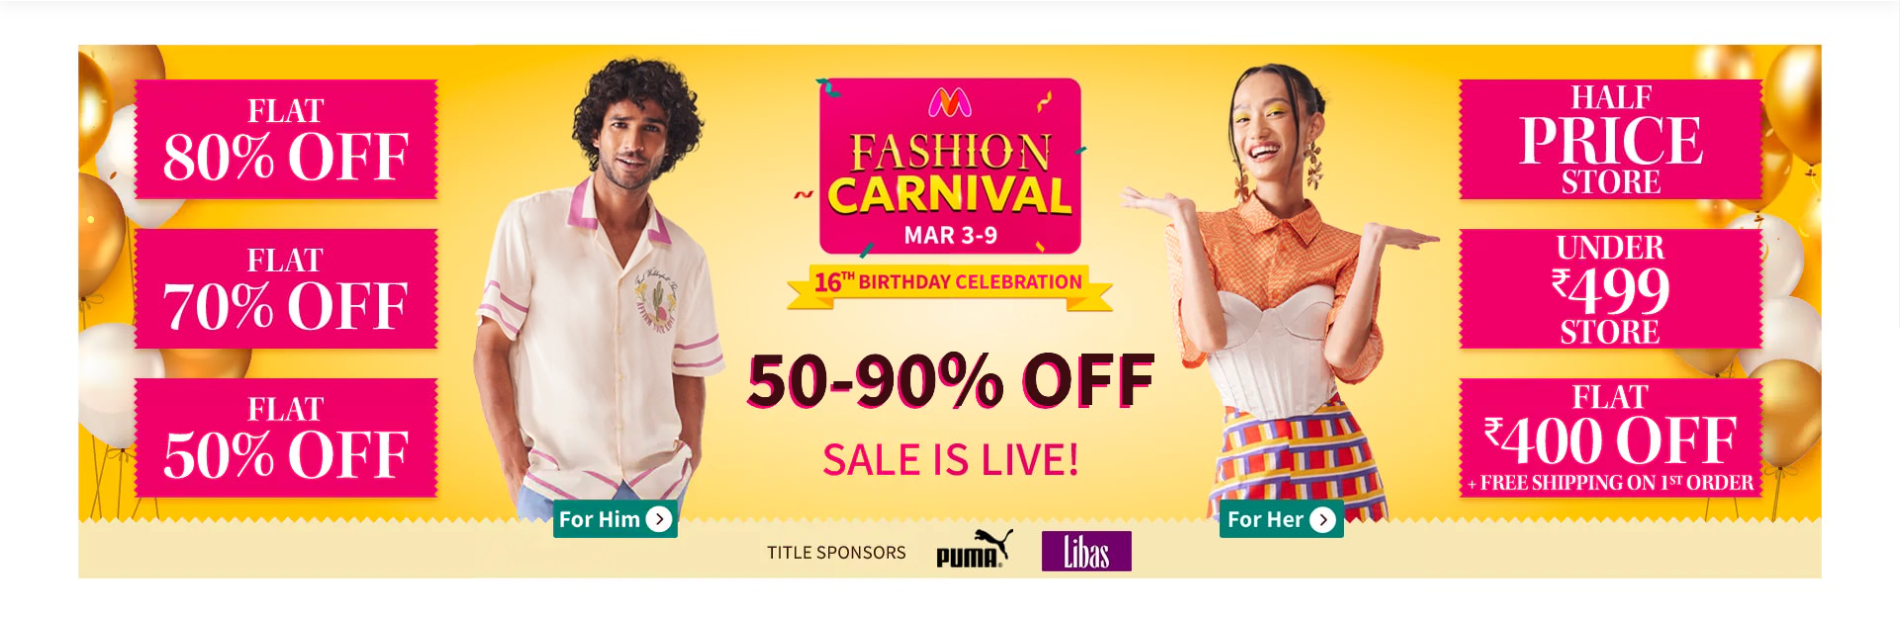 FLAT
80% OFF
FLAT
70% OFF
FLAT
50% OFF
For Him
FASHION
CARNIVAL
MAR 3-9
16TH BIRTHDAY CELEBRATION
50-90% OFF
SALE IS LIVE!
TITLE SPONSORS PUMA Libas
For Her
HALF
PRICE
STORE
UNDER
₹499
STORE
FLAT
₹400 OFF
+ FREE SHIPPING ON 1ST ORDER